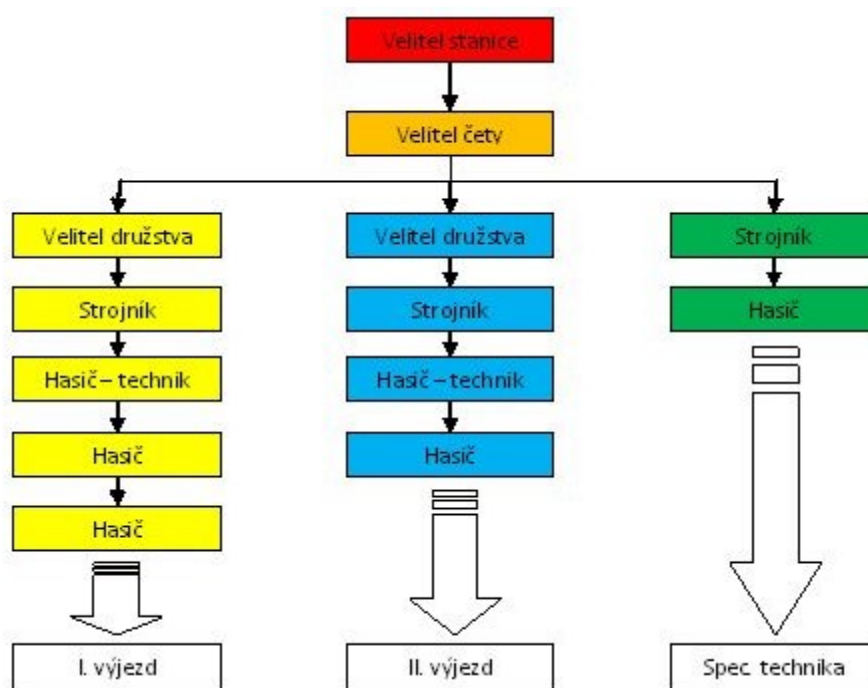 Velitel stanice
Velitel čety
Velitel družstva
Strojník
Hasič – technik
Hasič
Hasič
I. výjezd
Velitel družstva
Strojník
Hasič – technik
Hasič
II. výjezd
Strojník
Hasič
Spec. technika